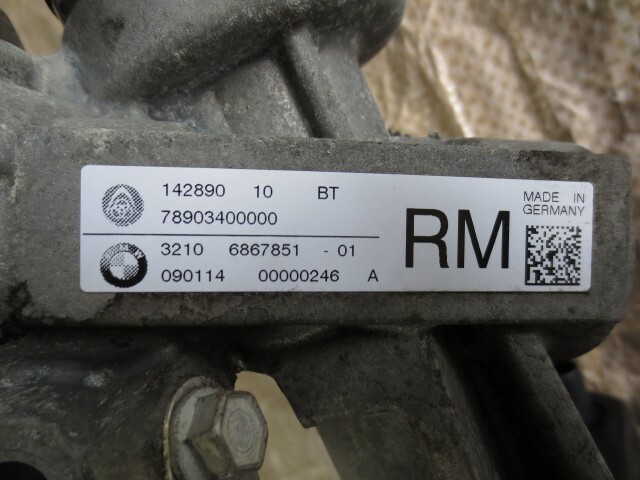 142890 10 BT
78903400000
3210 6867851 - 01
090114 00000246 A
RM
MADE IN
GERMANY